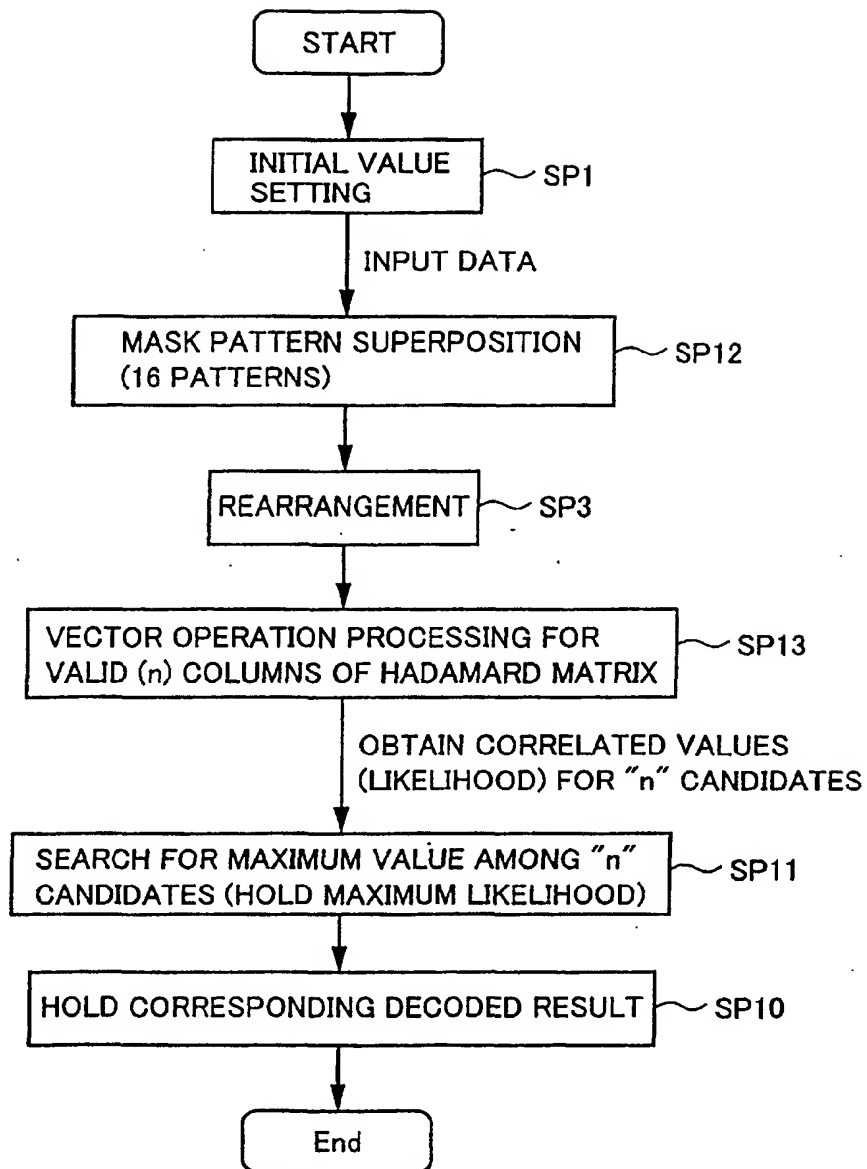 START
INITIAL VALUE
SETTING
SP1
INPUT DATA
MASK PATTERN SUPERPOSITION
(16 PATTERNS)
SP12
REARRANGEMENT
SP3
VECTOR OPERATION PROCESSING FOR
VALID (n) COLUMNS OF HADAMARD MATRIX
SP13
OBTAIN CORRELATED VALUES
(LIKELIHOOD) FOR "n" CANDIDATES
SEARCH FOR MAXIMUM VALUE AMONG "n"
CANDIDATES (HOLD MAXIMUM LIKELIHOOD)
SP11
HOLD CORRESPONDING DECODED RESULT
SP10
End